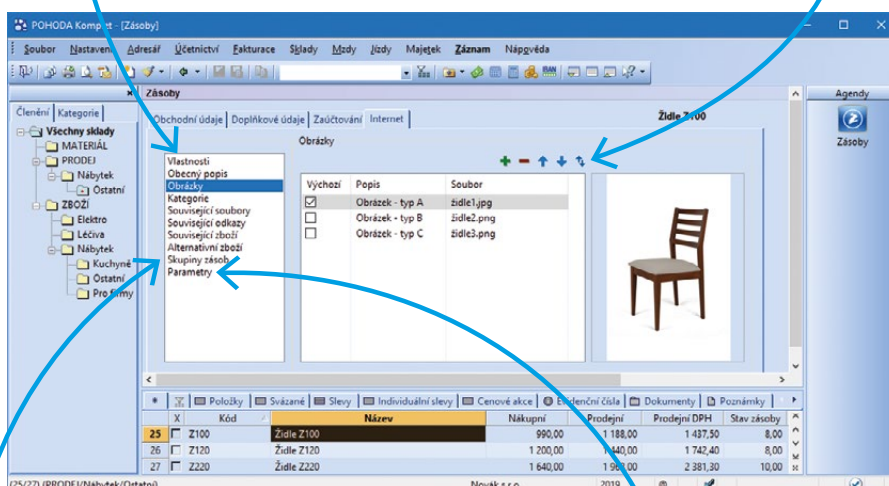 POHODA Komplet - [Zásoby]
Soubor Nastavení Adresář Účetnictví Fakturace Sklady Mzdy Jízdy Majetek Záznam Nápověda
Zásoby
Agendy
Členění Kategorie
Obchodní údaje Doplňkové údaje Zaúčtování Internet
Židle Z100
Zásoby
Všechny sklady
MATERIÁL
PRODEJ
Nábytek
Ostatní
ZBOŽÍ
Elektro
Léčiva
Nábytek
Kuchyně
Ostatní
Pro firmy
Vlastnosti
Obecný popis
Obrázky
Kategorie
Související soubory
Související odkazy
Související zboží
Alternativní zboží
Skupiny zásob
Parametry
Obrázky
Výchozí Popis Soubor
Obrázek - typ A židle1.jpg
Obrázek - typ B židle2.png
Obrázek - typ C židle3.png
Položky Svázané Slevy Individuální slevy Cenové akce Evidenční čísla Dokumenty Poznámky
X Kód Název Nákupní Prodejní Prodejní DPH Stav zásoby
25 Z100 Židle Z100 990,00 1 188,00 1 437,50 8,00
26 Z120 Židle Z120 1 200,00 1 440,00 1 742,40 8,00
27 Z220 Židle Z220 1 640,00 1 968,00 2 381,30 10,00
(25/27) (PRODEJ/Nábytek/Ostatní) Novák s.r.o. 2019 @